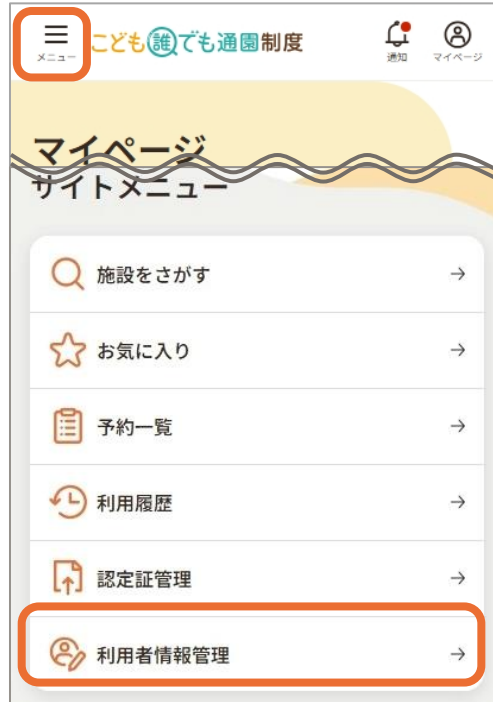 メニュー
こども誰でも通園制度
通知
マイページ
マイページ
サイトメニュー
施設をさがす
お気に入り
予約一覧
利用履歴
認定証管理
利用者情報管理